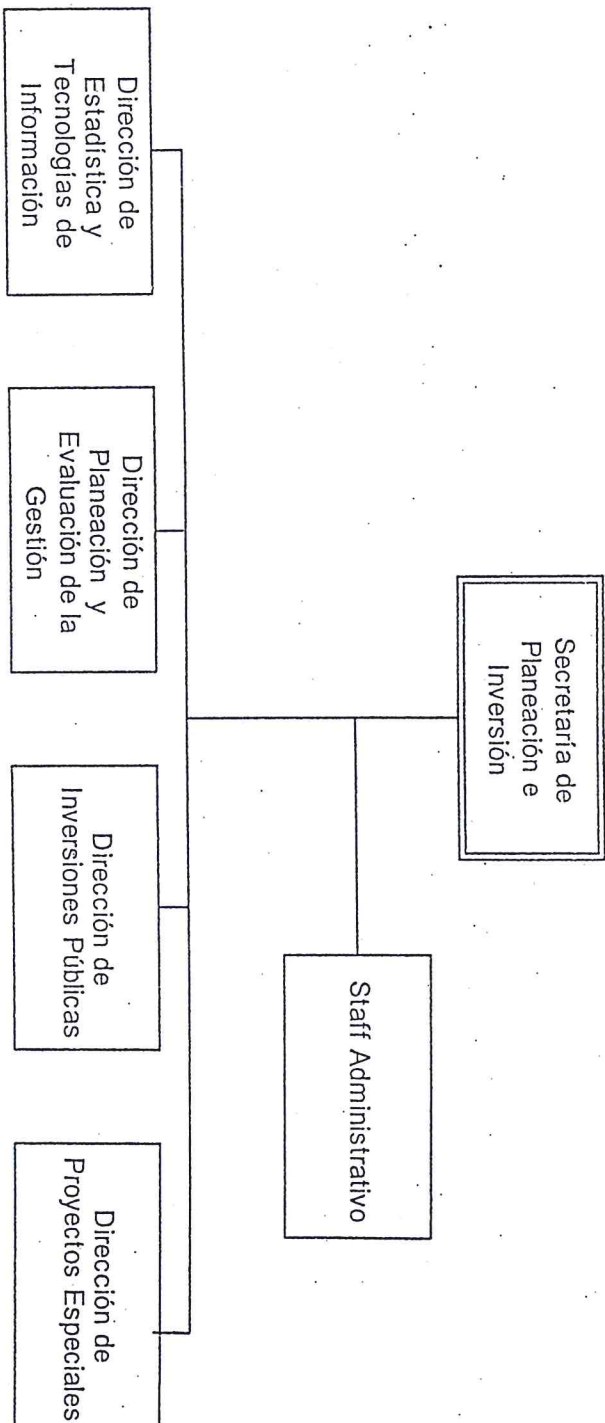 Secretaría de
Planeación e
Inversión
Staff Administrativo
Dirección de
Estadística y
Tecnologías de
Información
Dirección de
Planeación y
Evaluación de la
Gestión
Dirección de
Inversiones Públicas
Dirección de
Proyectos Especiales